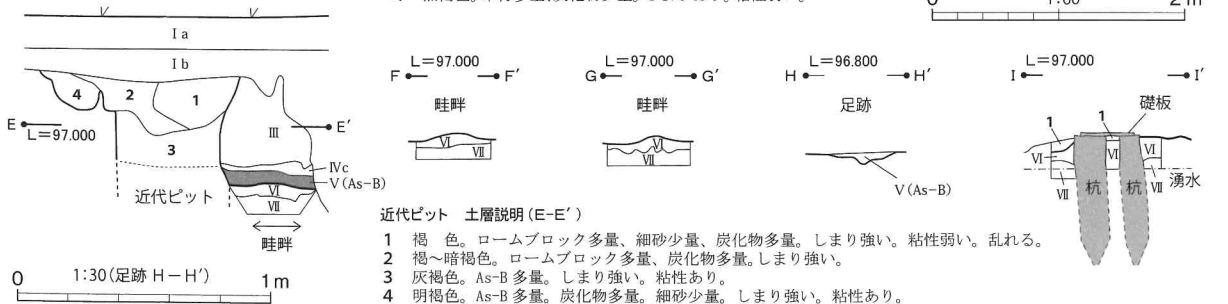 0 1:60 2 m
Ⅰa
Ⅰb
4 2 1
Ⅲ
E L=97.000 E′
3
Ⅳc
Ⅴ(As-B)
Ⅵ
Ⅶ
近代ピット
畦畔
L=97.000
F F′
畦畔
Ⅵ
Ⅶ
L=97.000
G G′
畦畔
Ⅵ
Ⅶ
L=96.800
H H′
足跡
Ⅴ(As-B)
L=97.000
I I′
礎板
1 1
Ⅵ Ⅵ Ⅵ
Ⅶ Ⅶ
湧水
杭 杭
近代ピット 土層説明(E-E′)
1 褐 色。ロームブロック多量、細砂少量、炭化物多量。しまり強い。粘性弱い。乱れる。
2 褐~暗褐色。ロームブロック多量、炭化物多量。しまり強い。
3 灰褐色。As-B 多量。しまり強い。粘性あり。
4 明褐色。As-B 多量。炭化物多量。細砂少量。しまり強い。粘性あり。
0 1:30(足跡 H-H′) 1 m